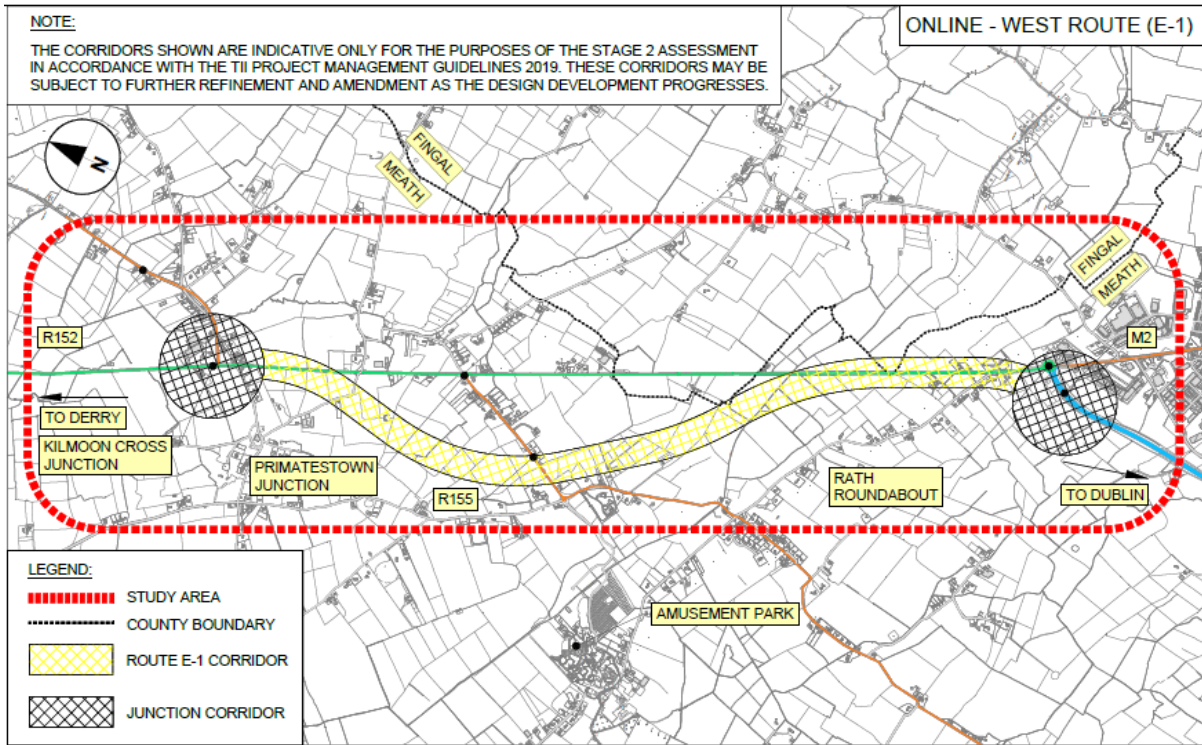 NOTE:
THE CORRIDORS SHOWN ARE INDICATIVE ONLY FOR THE PURPOSES OF THE STAGE 2 ASSESSMENT
IN ACCORDANCE WITH THE TII PROJECT MANAGEMENT GUIDELINES 2019. THESE CORRIDORS MAY BE
SUBJECT TO FURTHER REFINEMENT AND AMENDMENT AS THE DESIGN DEVELOPMENT PROGRESSES.
ONLINE - WEST ROUTE (E-1)
N
FINGAL
MEATH
FINGAL
MEATH
R152
M2
TO DERRY
KILMOON CROSS
JUNCTION
PRIMATESTOWN
JUNCTION
R155
RATH
ROUNDABOUT
TO DUBLIN
AMUSEMENT PARK
LEGEND:
STUDY AREA
COUNTY BOUNDARY
ROUTE E-1 CORRIDOR
JUNCTION CORRIDOR